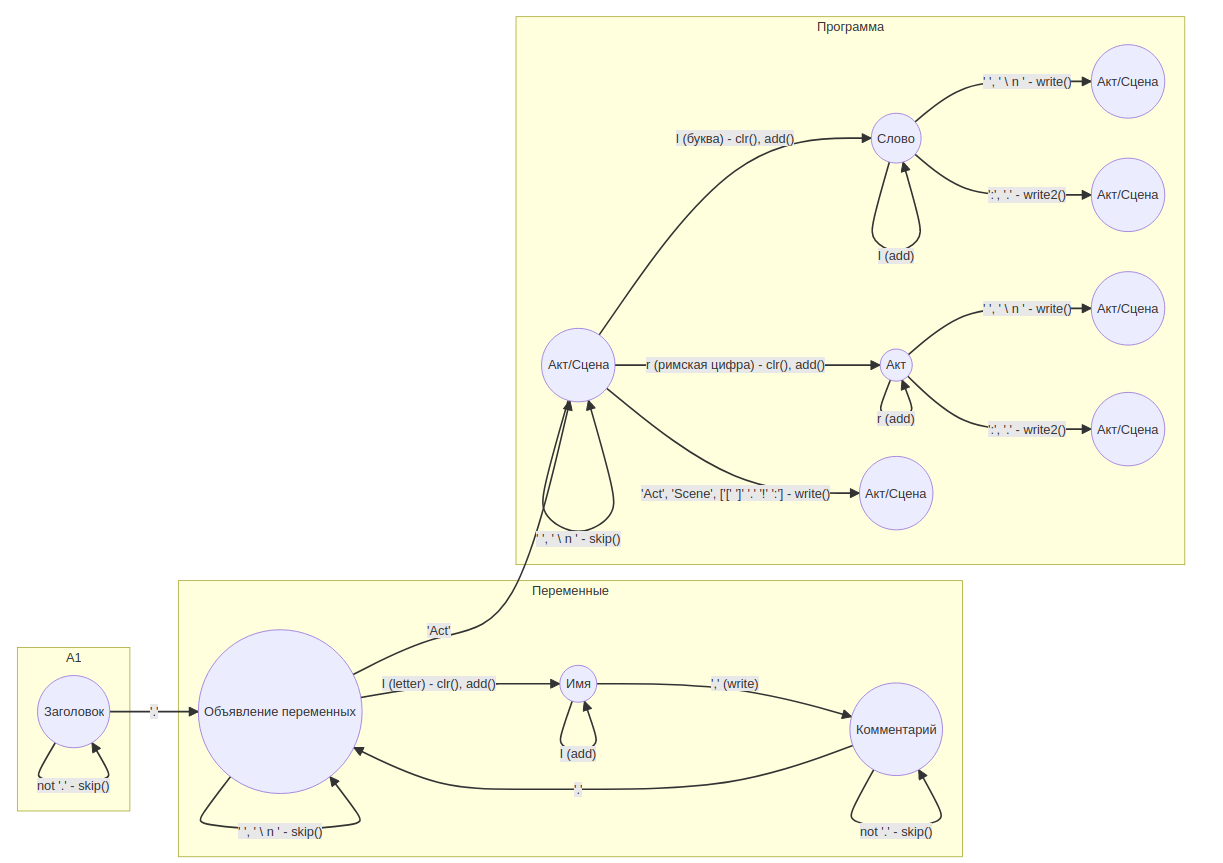 Программа
' ', ' \ n ' - write()
Акт/Сцена
l (буква) - clr(), add()
Слово
':', '.' - write2()
Акт/Сцена
l (add)
' ', ' \ n ' - write()
Акт/Сцена
Акт/Сцена
r (римская цифра) - clr(), add()
Акт
r (add)
':', '.' - write2()
Акт/Сцена
'Act', 'Scene', ['[' ']' '.' '!' ':'] - write()
Акт/Сцена
' ', ' \ n ' - skip()
Переменные
'Act'
A1
l (letter) - clr(), add()
Имя
',' (write)
Заголовок
'.'
Объявление переменных
Комментарий
l (add)
not '.' - skip()
'.'
' ', ' \ n ' - skip()
not '.' - skip()